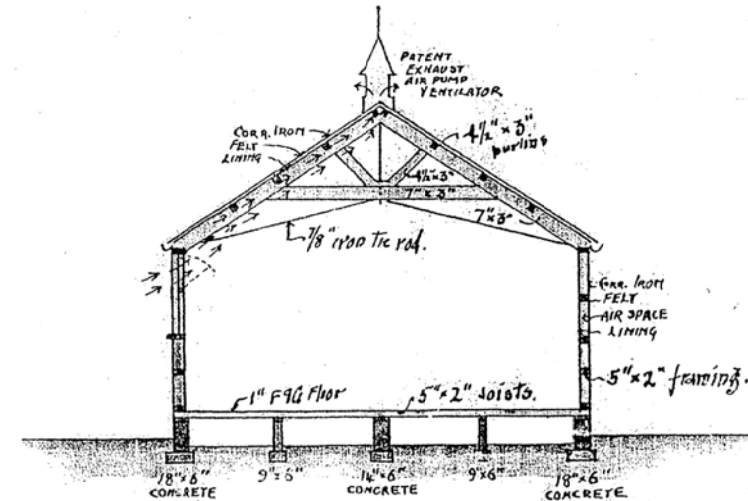 PATENT
EXHAUST
AIR PUMP
VENTILATOR
CORR. IRON
FELT
LINING
4½" × 3"
purlins
4½×3"
7"×3"
7"×3"
7/8" iron tie rod.
CORR. IRON
FELT
AIR SPACE
LINING
5"×2" framing.
1" F&G Floor
5"×2" Joists.
18"×6"
CONCRETE
9"×6"
14"×6"
CONCRETE
9×6"
18"×6"
CONCRETE